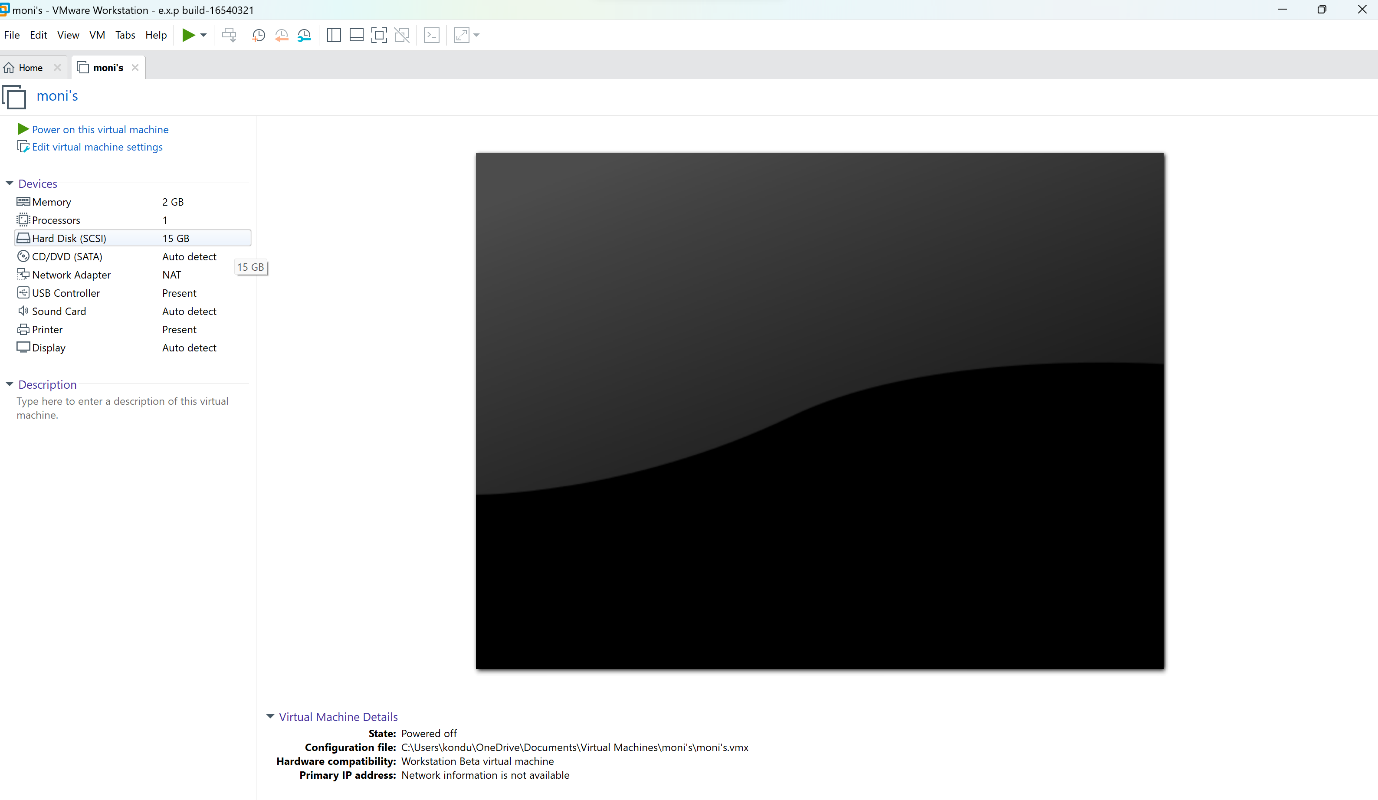 moni's - VMware Workstation - e.x.p build-16540321
File Edit View VM Tabs Help
Home moni's
moni's
Power on this virtual machine
Edit virtual machine settings
Devices
Memory 2 GB
Processors 1
Hard Disk (SCSI) 15 GB
CD/DVD (SATA) Auto detect
15 GB
Network Adapter NAT
USB Controller Present
Sound Card Auto detect
Printer Present
Display Auto detect
Description
Type here to enter a description of this virtual
machine.
Virtual Machine Details
State: Powered off
Configuration file: C:\Users\kondu\OneDrive\Documents\Virtual Machines\moni's\moni's.vmx
Hardware compatibility: Workstation Beta virtual machine
Primary IP address: Network information is not available